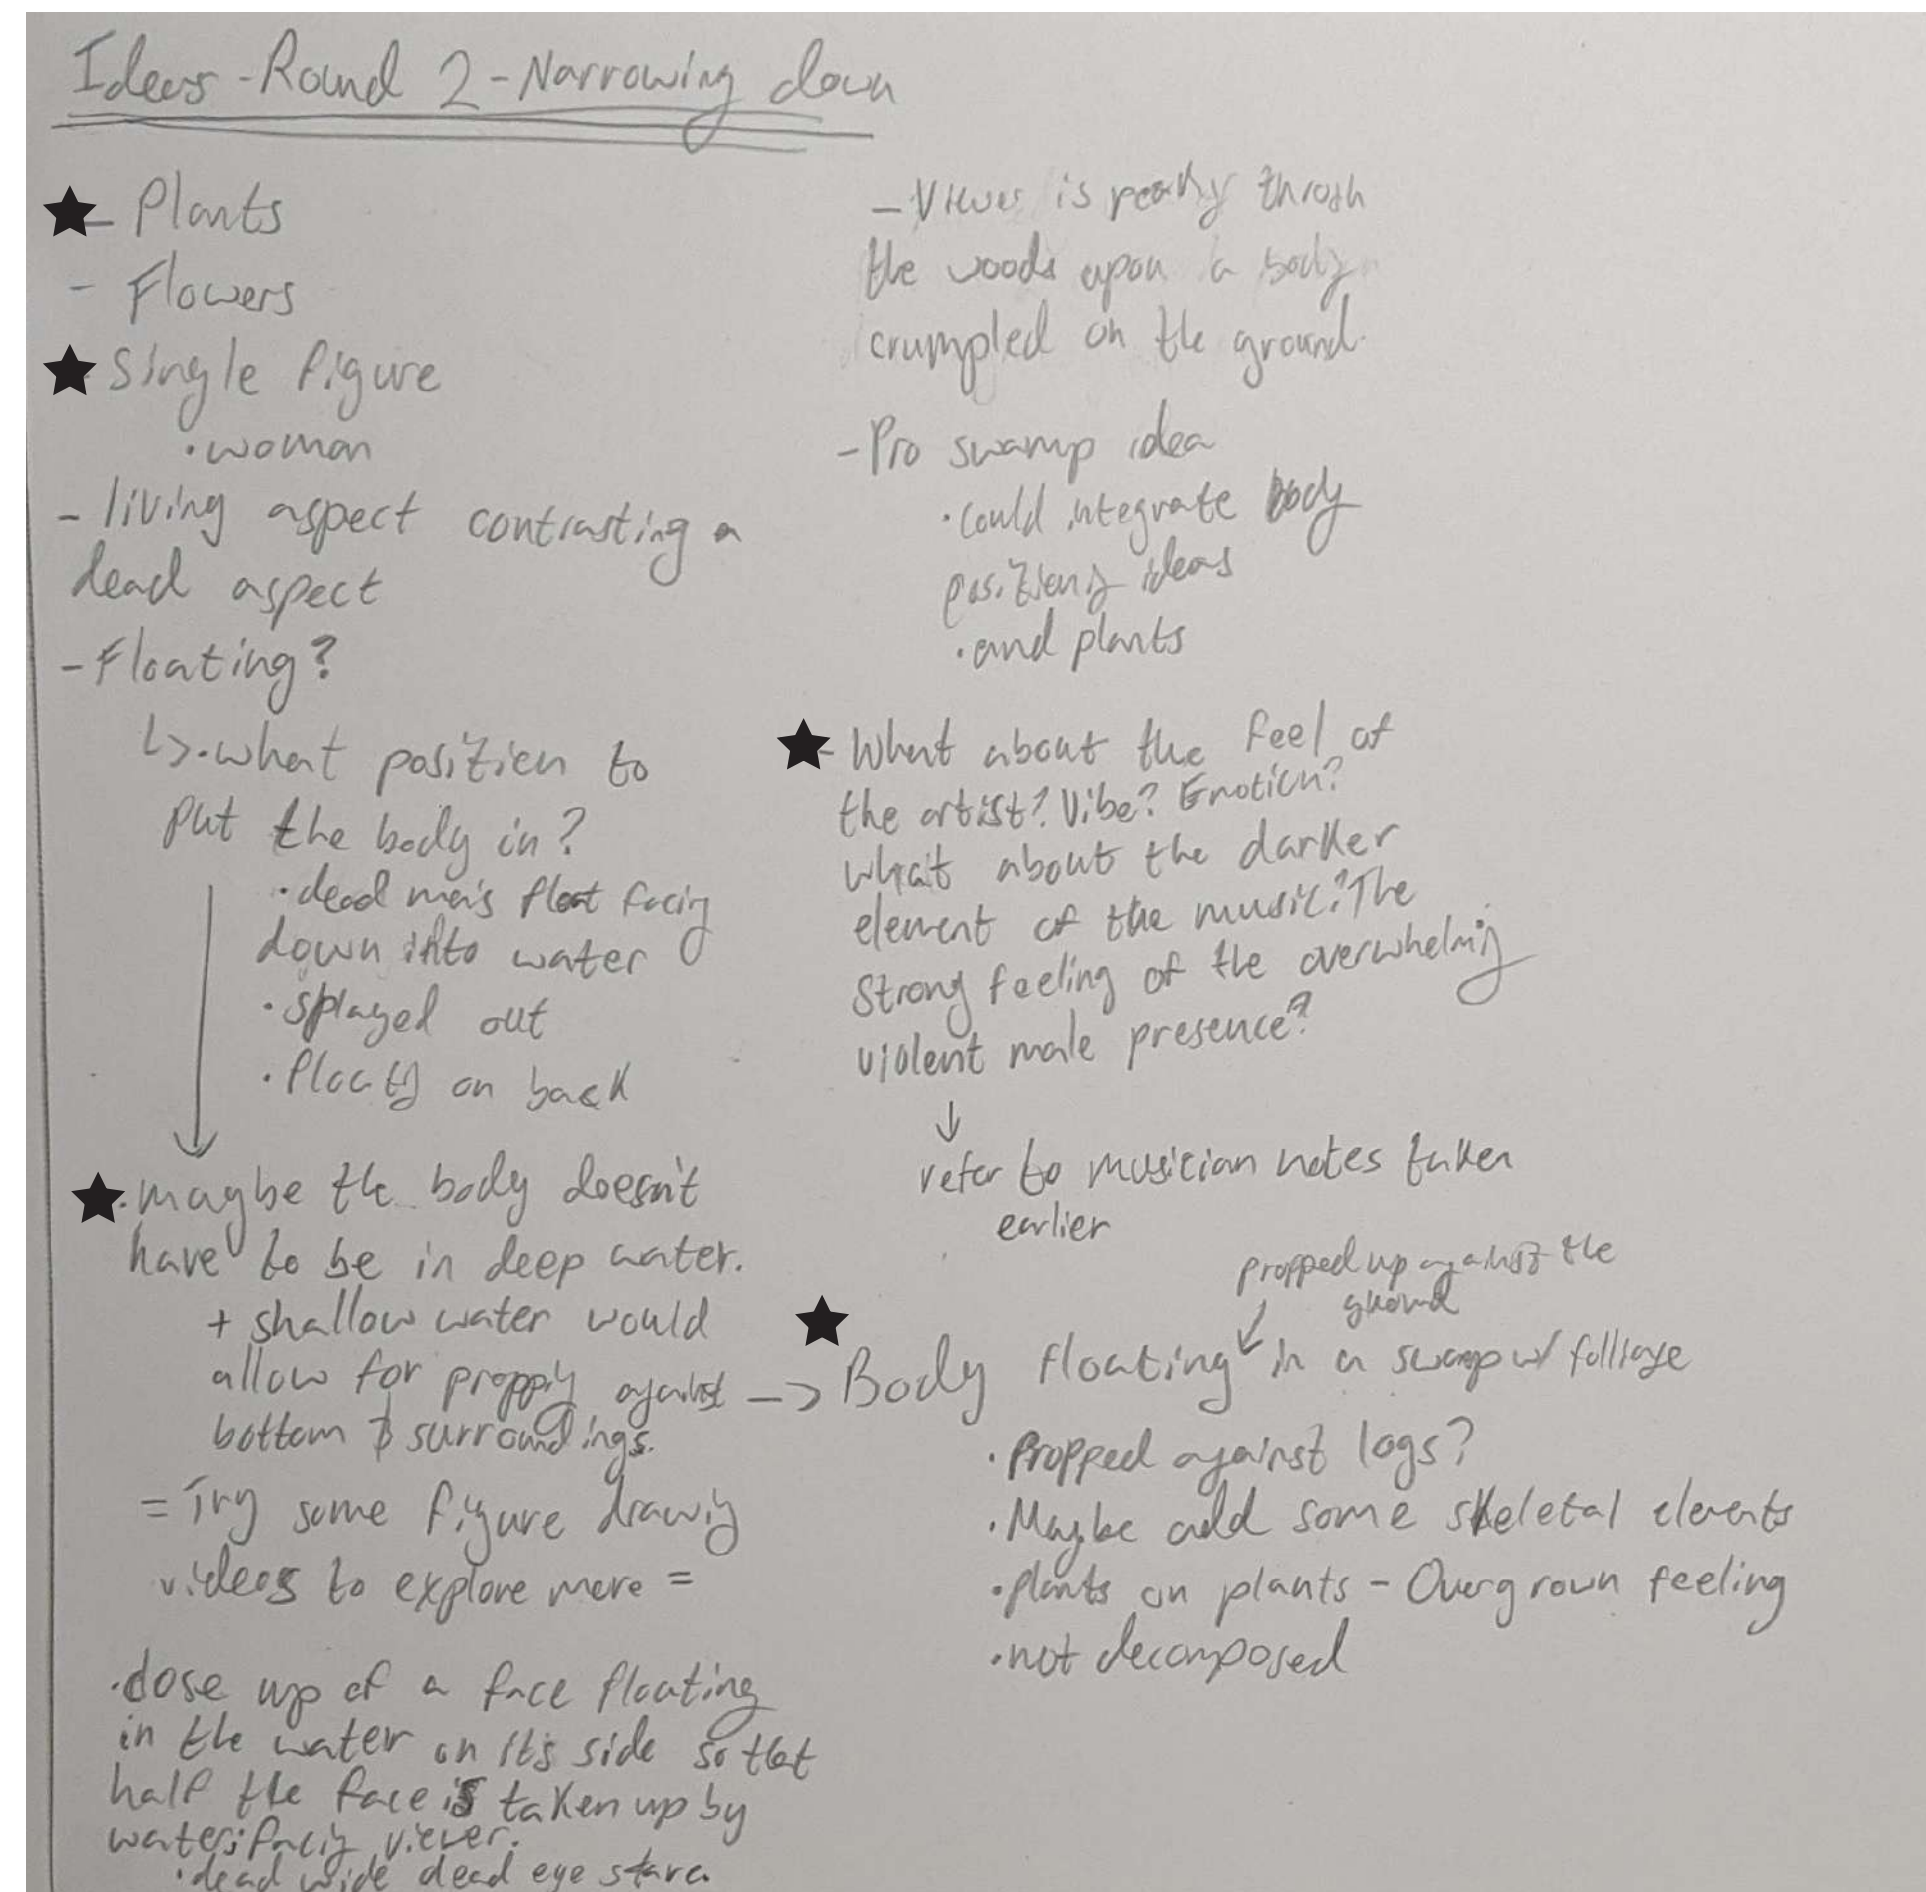 Ideas - Round 2 - Narrowing down
- Plants
- Flowers
- Single figure
· woman
- living aspect contrasting a
dead aspect
- Floating?
↳ · what position to
put the body in?
· dead men's float facing
down into water
· splayed out
· floating on back
· maybe the body doesn't
have to be in deep water.
+ shallow water would
allow for propping against
bottom & surroundings.
= Try some figure drawing
videos to explore more =
· close up of a face floating
in the water on it's side so that
half the face is taken up by
water; facing viewer.
· dead wide dead eye stare
- Viewer is through
the woods upon a body
crumpled on the ground.
- Pro swamp idea
· could integrate body
positioning ideas
· and plants
- What about the feel of
the artist? Vibe? Emotion?
what about the darker
element of the music? The
strong feeling of the overwhelming
violent male presence?
↓
refer to musician notes taken
earlier
propped up against the
ground
-> Body floating in a swamp w/ folliage
· Propped against logs?
· Maybe add some skeletal elements
· plants on plants - Overgrown feeling
· not decomposed